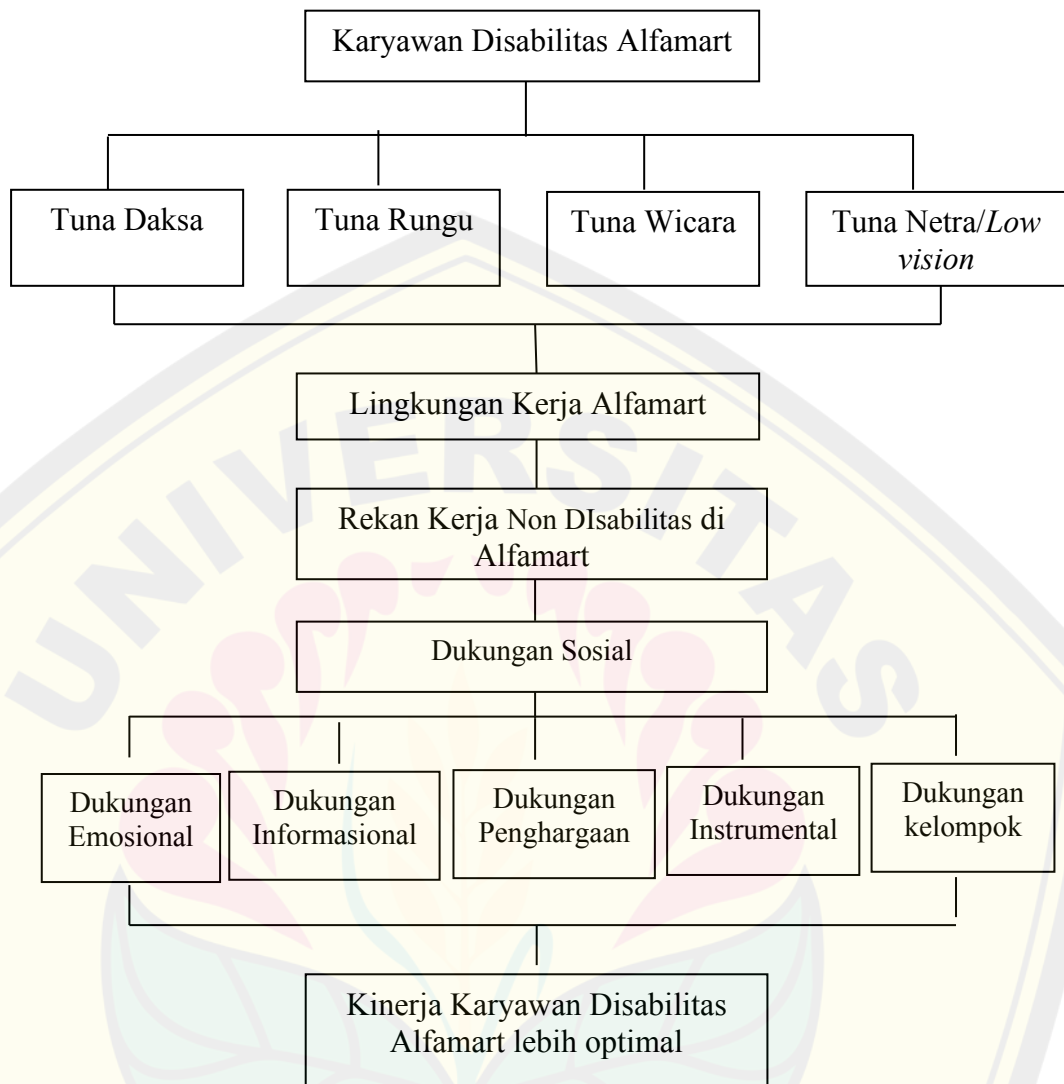 Karyawan Disabilitas Alfamart
Tuna Daksa
Tuna Rungu
Tuna Wicara
Tuna Netra/Low
vision
Lingkungan Kerja Alfamart
Rekan Kerja Non DIsabilitas di
Alfamart
Dukungan Sosial
Dukungan
Emosional
Dukungan
Informasional
Dukungan
Penghargaan
Dukungan
Instrumental
Dukungan
kelompok
Kinerja Karyawan Disabilitas
Alfamart lebih optimal
UNIVERSITAS